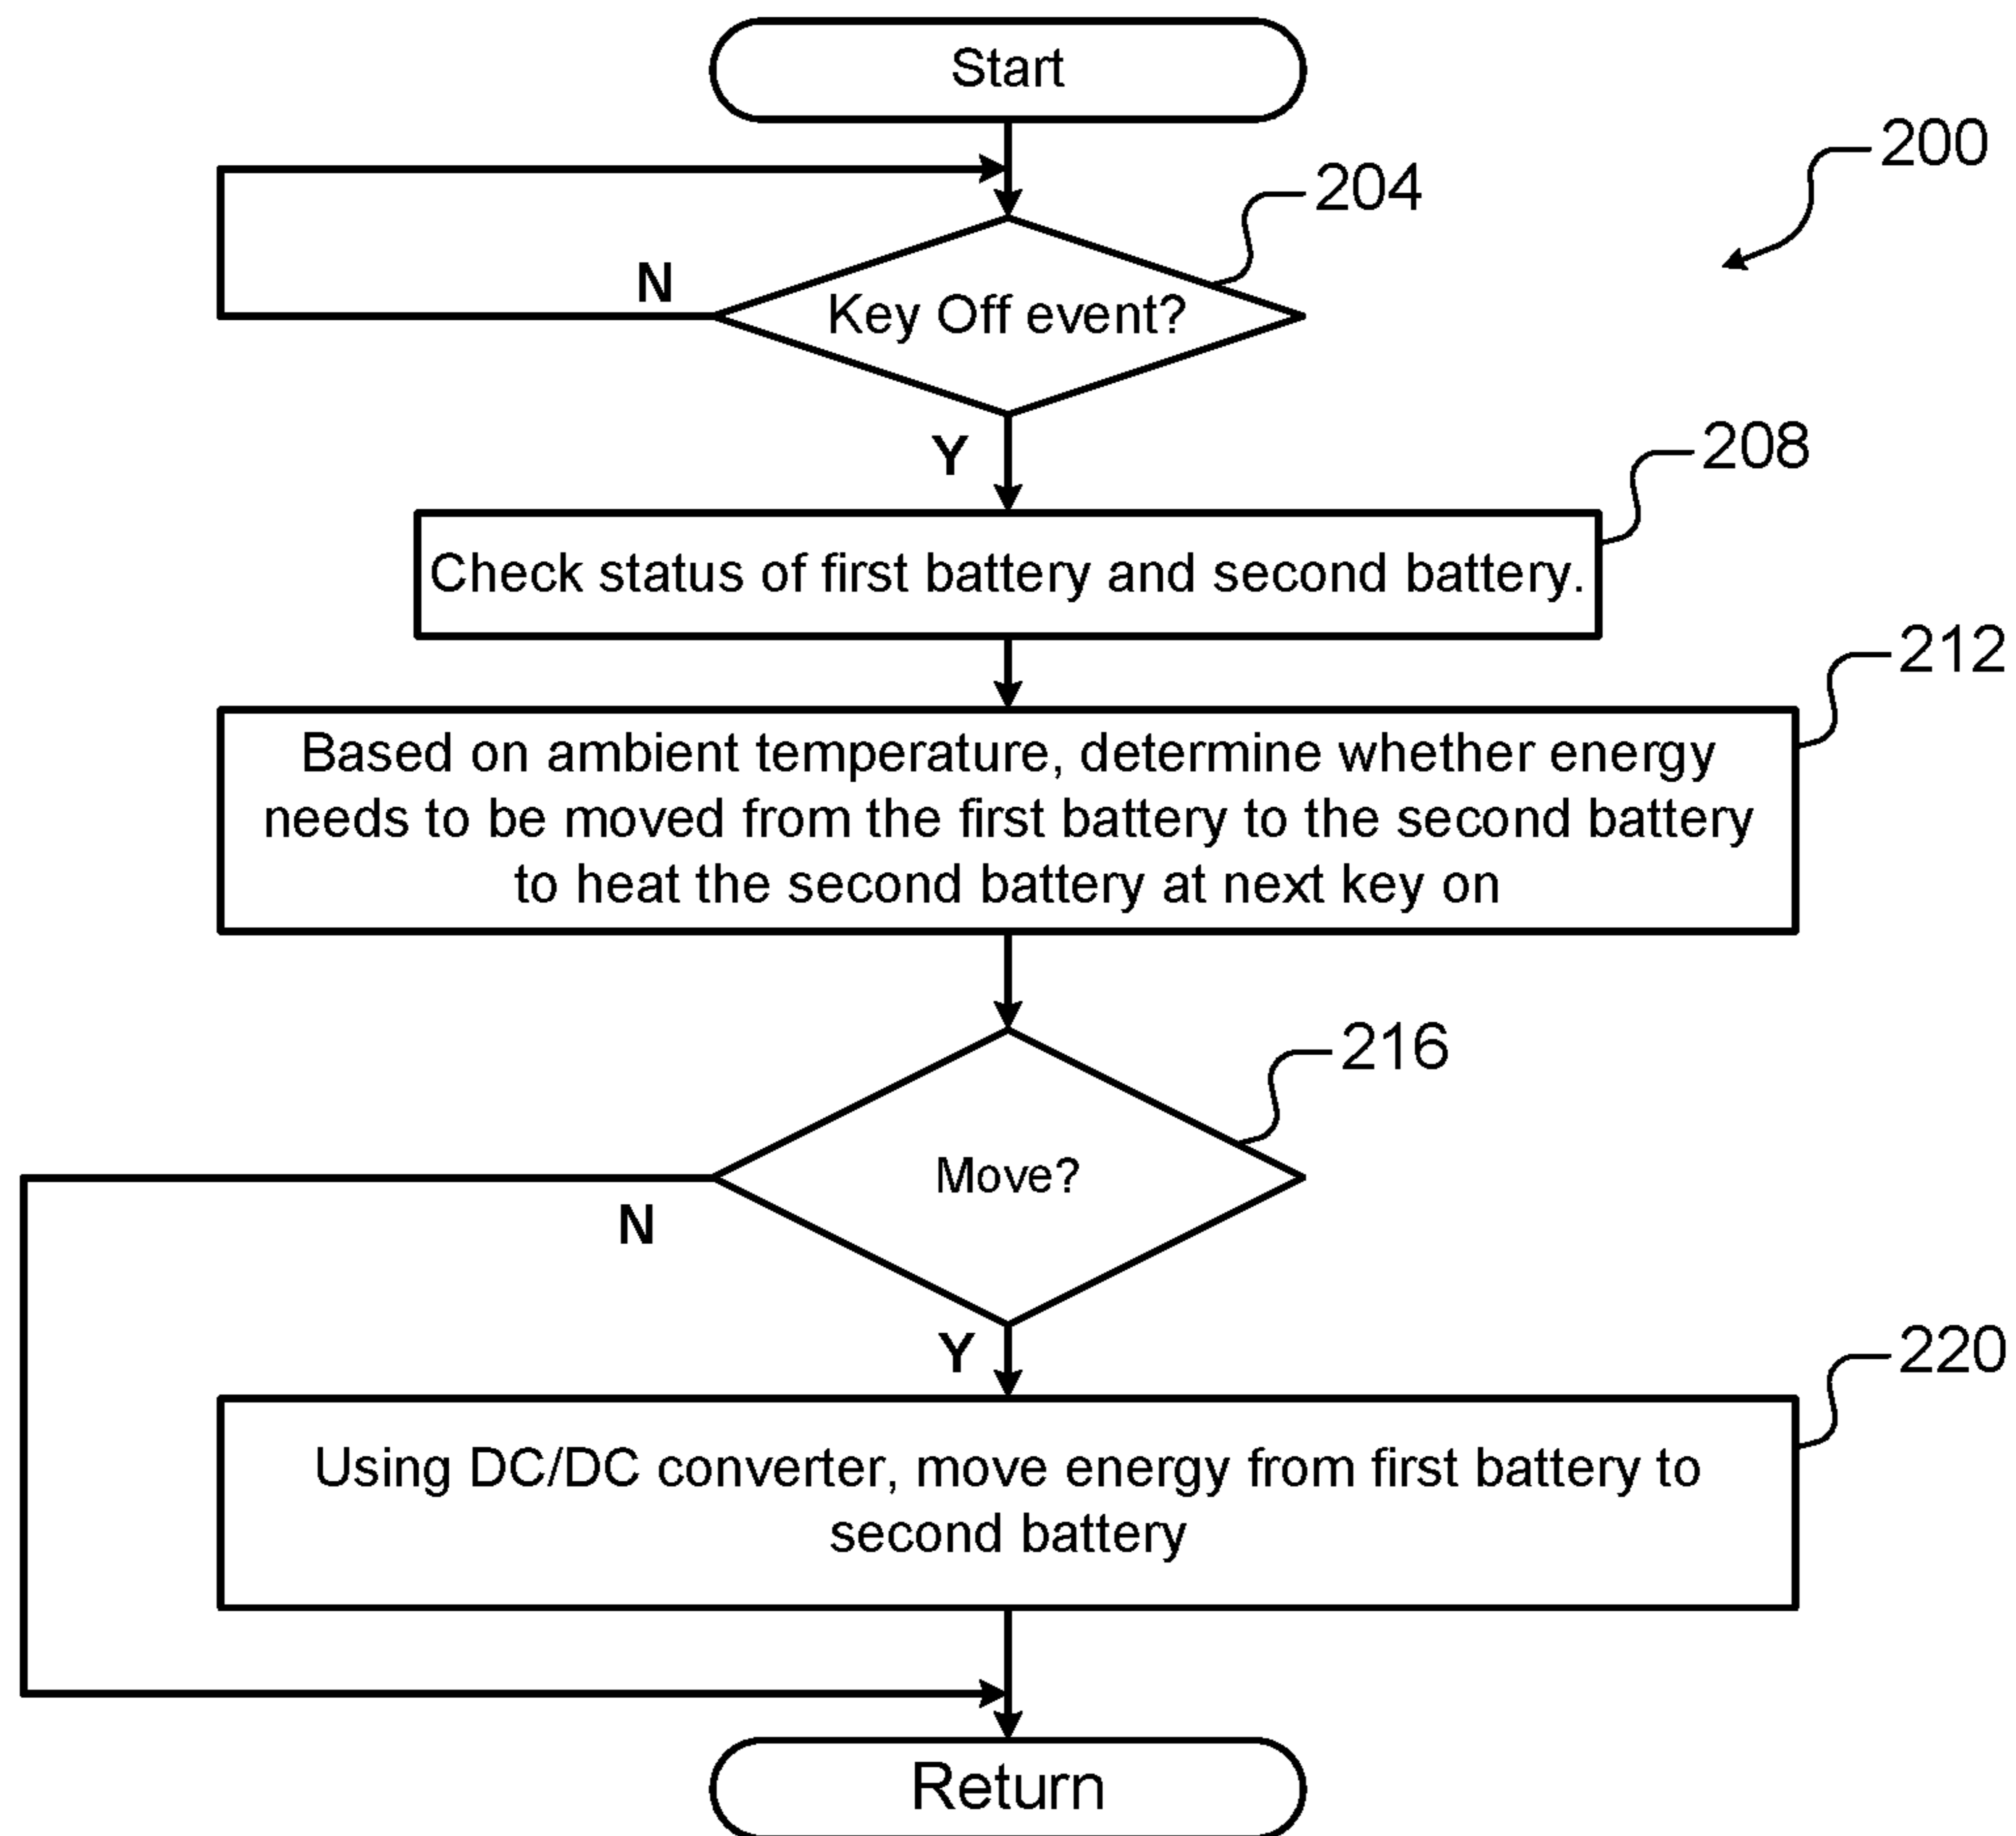 Start
200
204
N
Key Off event?
Y
208
Check status of first battery and second battery.
212
Based on ambient temperature, determine whether energy
needs to be moved from the first battery to the second battery
to heat the second battery at next key on
216
Move?
N
Y
220
Using DC/DC converter, move energy from first battery to
second battery
Return